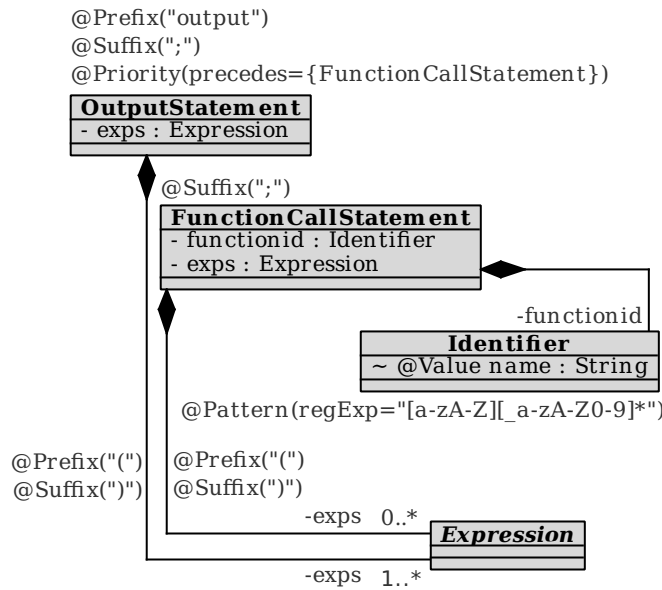 @Prefix("output")
@Suffix(";")
@Priority(precedes={FunctionCallStatement})
OutputStatement
- exps : Expression
@Suffix(";")
FunctionCallStatement
- functionid : Identifier
- exps : Expression
-functionid
Identifier
~ @Value name : String
@Pattern(regExp="[a-zA-Z][_a-zA-Z0-9]*")
@Prefix("(")
@Suffix(")")
@Prefix("(")
@Suffix(")")
-exps 0..*
Expression
-exps 1..*